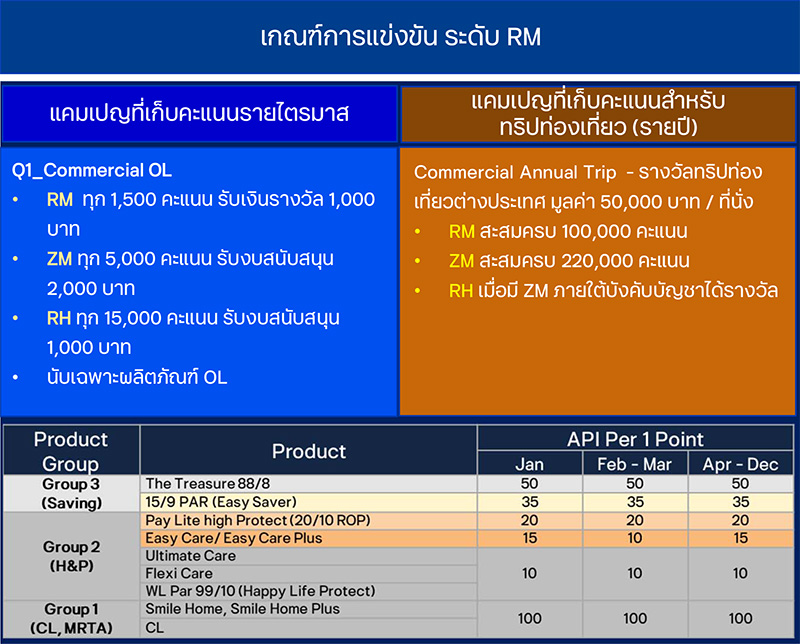 เกณฑ์การแข่งขัน ระดับ RM
แคมเปญที่เก็บคะแนนรายไตรมาส
แคมเปญที่เก็บคะแนนสำหรับ
ทริปท่องเที่ยว (รายปี)
Q1_Commercial OL
• RM ทุก 1,500 คะแนน รับเงินรางวัล 1,000
บาท
• ZM ทุก 5,000 คะแนน รับงบสนับสนุน
2,000 บาท
• RH ทุก 15,000 คะแนน รับงบสนับสนุน
1,000 บาท
• นับเฉพาะผลิตภัณฑ์ OL
Commercial Annual Trip - รางวัลทริปท่อง
เที่ยวต่างประเทศ มูลค่า 50,000 บาท / ที่นั่ง
• RM สะสมครบ 100,000 คะแนน
• ZM สะสมครบ 220,000 คะแนน
• RH เมื่อมี ZM ภายใต้บังคับบัญชาได้รางวัล
Product
Group
Product
API Per 1 Point
Jan Feb - Mar Apr - Dec
Group 3
(Saving)
The Treasure 88/8 50 50 50
15/9 PAR (Easy Saver) 35 35 35
Group 2
(H&P)
Pay Lite high Protect (20/10 ROP) 20 20 20
Easy Care/ Easy Care Plus 15 10 15
Ultimate Care
Flexi Care 10 10 10
WL Par 99/10 (Happy Life Protect)
Group 1
(CL, MRTA)
Smile Home, Smile Home Plus
CL
100 100 100